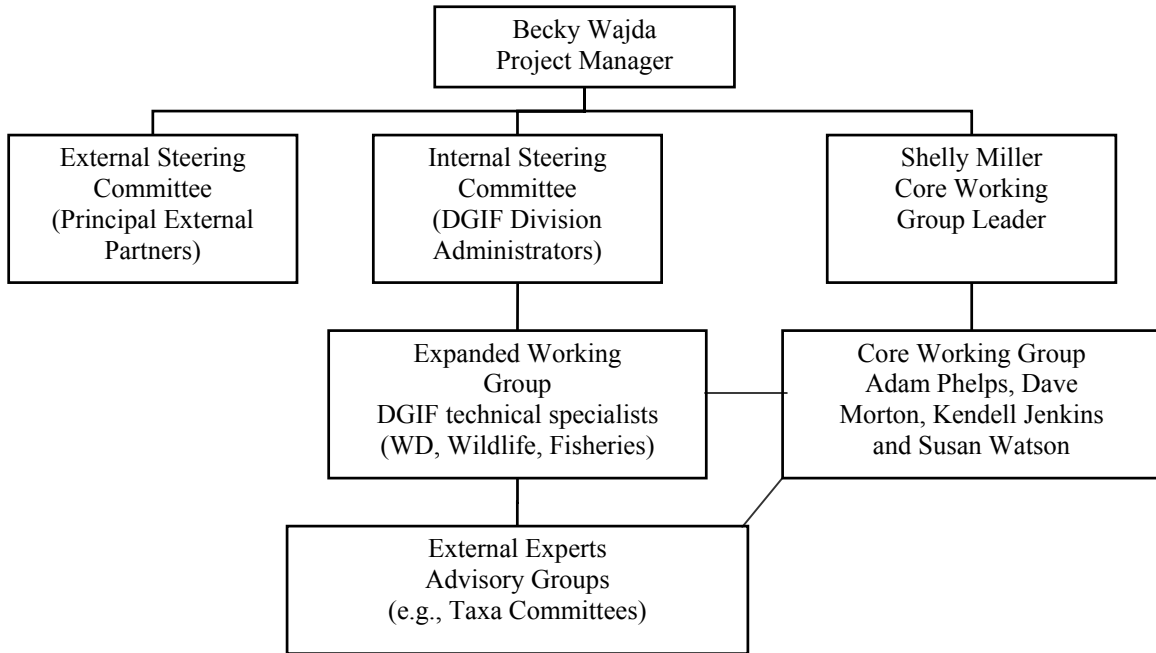 Becky Wajda
Project Manager
External Steering
Committee
(Principal External
Partners)
Internal Steering
Committee
(DGIF Division
Administrators)
Shelly Miller
Core Working
Group Leader
Expanded Working
Group
DGIF technical specialists
(WD, Wildlife, Fisheries)
Core Working Group
Adam Phelps, Dave
Morton, Kendell Jenkins
and Susan Watson
External Experts
Advisory Groups
(e.g., Taxa Committees)